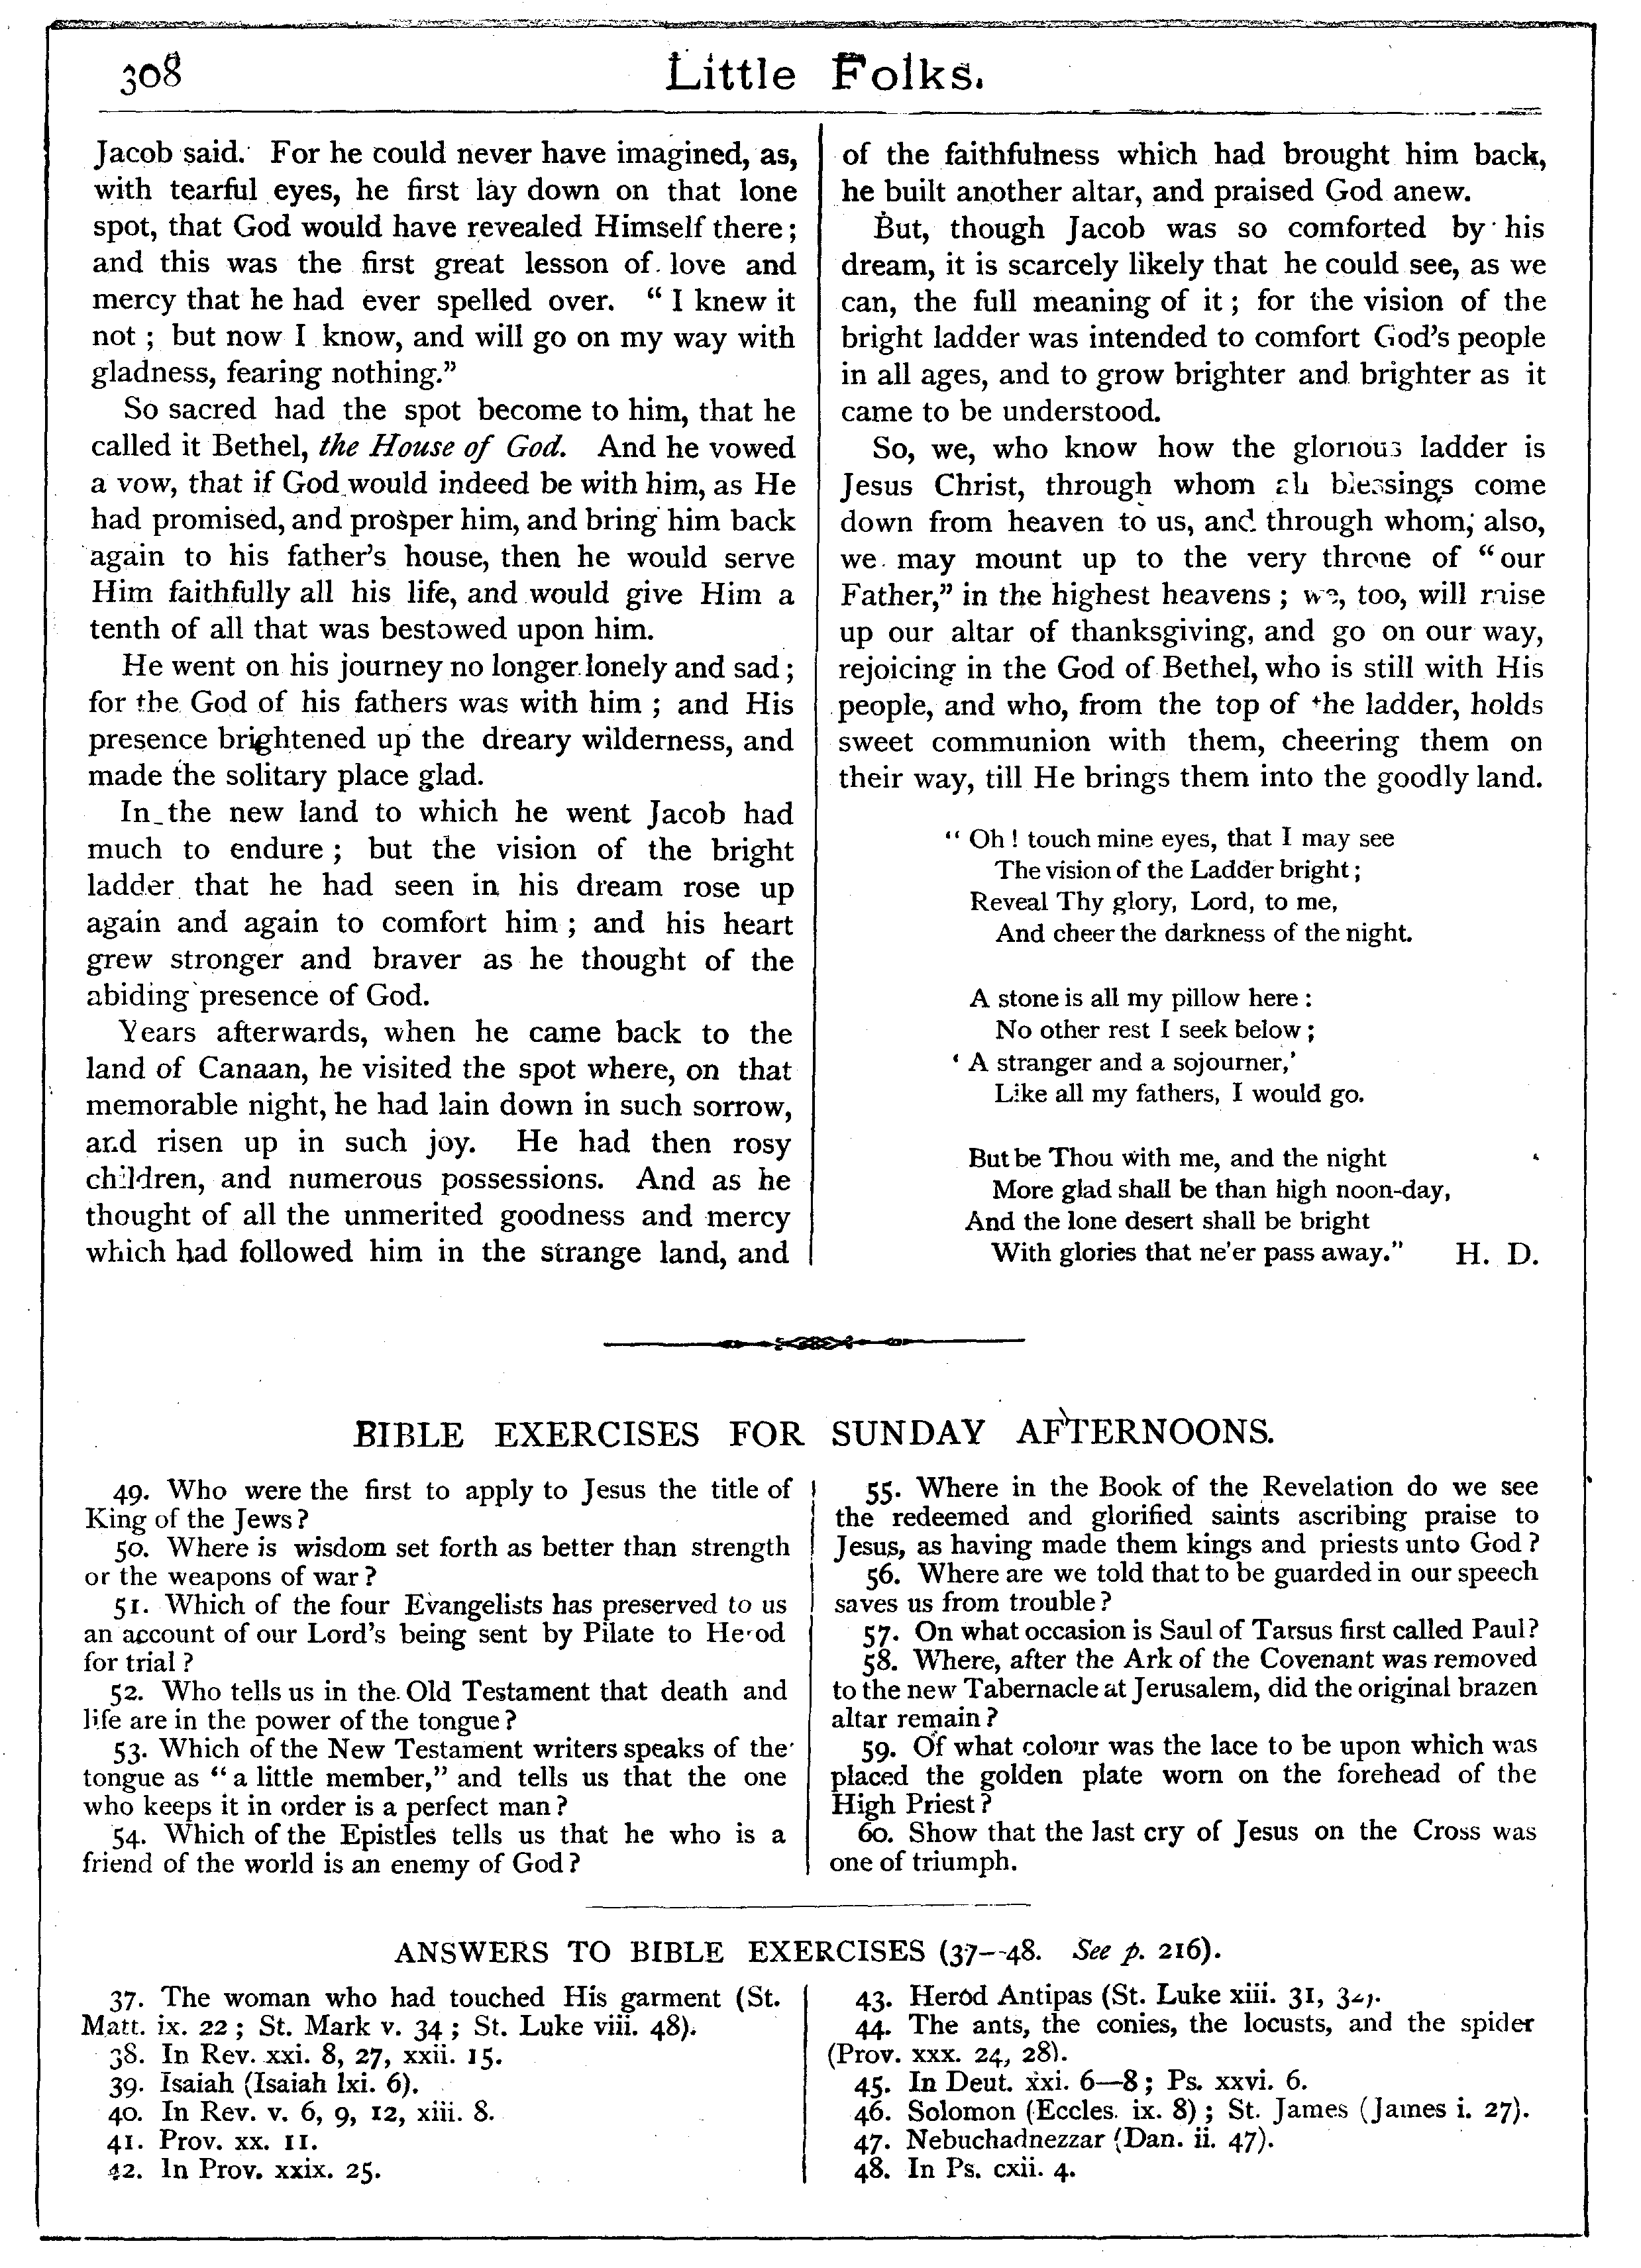 308
Little Folks.
Jacob said. For he could never have imagined, as,
with tearful eyes, he first lay down on that lone
spot, that God would have revealed Himself there;
and this was the first great lesson of love and
mercy that he had ever spelled over. “I knew it
not; but now I know, and will go on my way with
gladness, fearing nothing.”
So sacred had the spot become to him, that he
called it Bethel, the House of God. And he vowed
a vow, that if God would indeed be with him, as He
had promised, and prosper him, and bring him back
again to his father's house, then he would serve
Him faithfully all his life, and would give Him a
tenth of all that was bestowed upon him.
He went on his journey no longer lonely and sad;
for the God of his fathers was with him; and His
presence brightened up the dreary wilderness, and
made the solitary place glad.
In the new land to which he went Jacob had
much to endure; but the vision of the bright
ladder that he had seen in his dream rose up
again and again to comfort him; and his heart
grew stronger and braver as he thought of the
abiding presence of God.
Years afterwards, when he came back to the
land of Canaan, he visited the spot where, on that
memorable night, he had lain down in such sorrow,
and risen up in such joy. He had then rosy
children, and numerous possessions. And as he
thought of all the unmerited goodness and mercy
which had followed him in the strange land, and
of the faithfulness which had brought him back,
he built another altar, and praised God anew.
But, though Jacob was so comforted by his
dream, it is scarcely likely that he could see, as we
can, the full meaning of it; for the vision of the
bright ladder was intended to comfort God's people
in all ages, and to grow brighter and brighter as it
came to be understood.
So, we, who know how the glorious ladder is
Jesus Christ, through whom all blessings come
down from heaven to us, and through whom, also,
we may mount up to the very throne of “our
Father,” in the highest heavens; we, too, will raise
up our altar of thanksgiving, and go on our way,
rejoicing in the God of Bethel, who is still with His
people, and who, from the top of the ladder, holds
sweet communion with them, cheering them on
their way, till He brings them into the goodly land.
“Oh! touch mine eyes, that I may see
The vision of the Ladder bright;
Reveal Thy glory, Lord, to me,
And cheer the darkness of the night.
A stone is all my pillow here:
No other rest I seek below;
‘A stranger and a sojourner,’
Like all my fathers, I would go.
But be Thou with me, and the night
More glad shall be than high noon-day,
And the lone desert shall be bright
With glories that ne'er pass away.” H. D.
BIBLE EXERCISES FOR SUNDAY AFTERNOONS.
49. Who were the first to apply to Jesus the title of
King of the Jews?
50. Where is wisdom set forth as better than strength
or the weapons of war?
51. Which of the four Evangelists has preserved to us
an account of our Lord's being sent by Pilate to Herod
for trial?
52. Who tells us in the Old Testament that death and
life are in the power of the tongue?
53. Which of the New Testament writers speaks of the
tongue as “a little member,” and tells us that the one
who keeps it in order is a perfect man?
54. Which of the Epistles tells us that he who is a
friend of the world is an enemy of God?
55. Where in the Book of the Revelation do we see
the redeemed and glorified saints ascribing praise to
Jesus, as having made them kings and priests unto God?
56. Where are we told that to be guarded in our speech
saves us from trouble?
57. On what occasion is Saul of Tarsus first called Paul?
58. Where, after the Ark of the Covenant was removed
to the new Tabernacle at Jerusalem, did the original brazen
altar remain?
59. Of what colour was the lace to be upon which was
placed the golden plate worn on the forehead of the
High Priest?
60. Show that the last cry of Jesus on the Cross was
one of triumph.
ANSWERS TO BIBLE EXERCISES (37—48. See p. 216).
37. The woman who had touched His garment (St.
Matt. ix. 22; St. Mark v. 34; St. Luke viii. 48).
38. In Rev. xxi. 8, 27, xxii. 15.
39. Isaiah (Isaiah lxi. 6).
40. In Rev. v. 6, 9, 12, xiii. 8.
41. Prov. xx. 11.
42. In Prov. xxix. 25.
43. Herod Antipas (St. Luke xiii. 31, 32).
44. The ants, the conies, the locusts, and the spider
(Prov. xxx. 24, 28).
45. In Deut. xxi. 6—8; Ps. xxvi. 6.
46. Solomon (Eccles. ix. 8); St. James (James i. 27).
47. Nebuchadnezzar (Dan. ii. 47).
48. In Ps. cxii. 4.